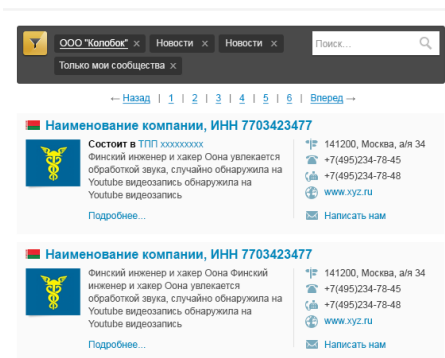 ООО "Колобок" × Новости × Новости × Поиск...
Только мои сообщества ×
← Назад | 1 | 2 | 3 | 4 | 5 | 6 | Вперед →
Наименование компании, ИНН 7703423477
Состоит в ТПП xxxxxxxxx
Финский инженер и хакер Оона увлекается
обработкой звука, случайно обнаружила на
Youtube видеозапись обнаружила на
Youtube видеозапись
Подробнее...
141200, Москва, а/я 34
+7(495)234-78-45
+7(495)234-78-48
www.xyz.ru
Написать нам
Наименование компании, ИНН 7703423477
Финский инженер и хакер Оона Финский
инженер и хакер Оона увлекается
обработкой звука, случайно обнаружила на
Youtube видеозапись обнаружила на
Youtube видеозапись
Подробнее...
141200, Москва, а/я 34
+7(495)234-78-45
+7(495)234-78-48
www.xyz.ru
Написать нам